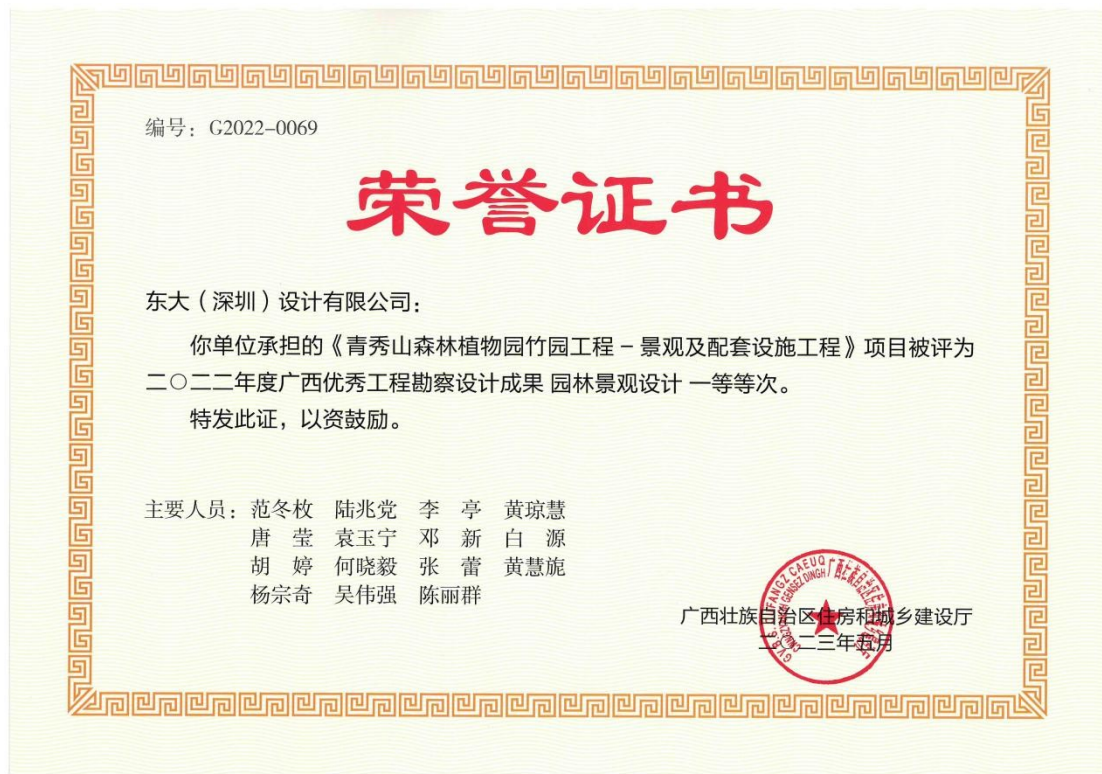 编号：G2022-0069
荣誉证书
东大（深圳）设计有限公司：
你单位承担的《青秀山森林植物园竹园工程－景观及配套设施工程》项目被评为
二〇二二年度广西优秀工程勘察设计成果 园林景观设计 一等等次。
特发此证，以资鼓励。
主要人员：范冬枚 陆兆党 李 亭 黄琼慧
唐 莹 袁玉宁 邓 新 白 源
胡 婷 何晓毅 张 蕾 黄慧旎
杨宗奇 吴伟强 陈丽群
广西壮族自治区住房和城乡建设厅
二〇二三年五月